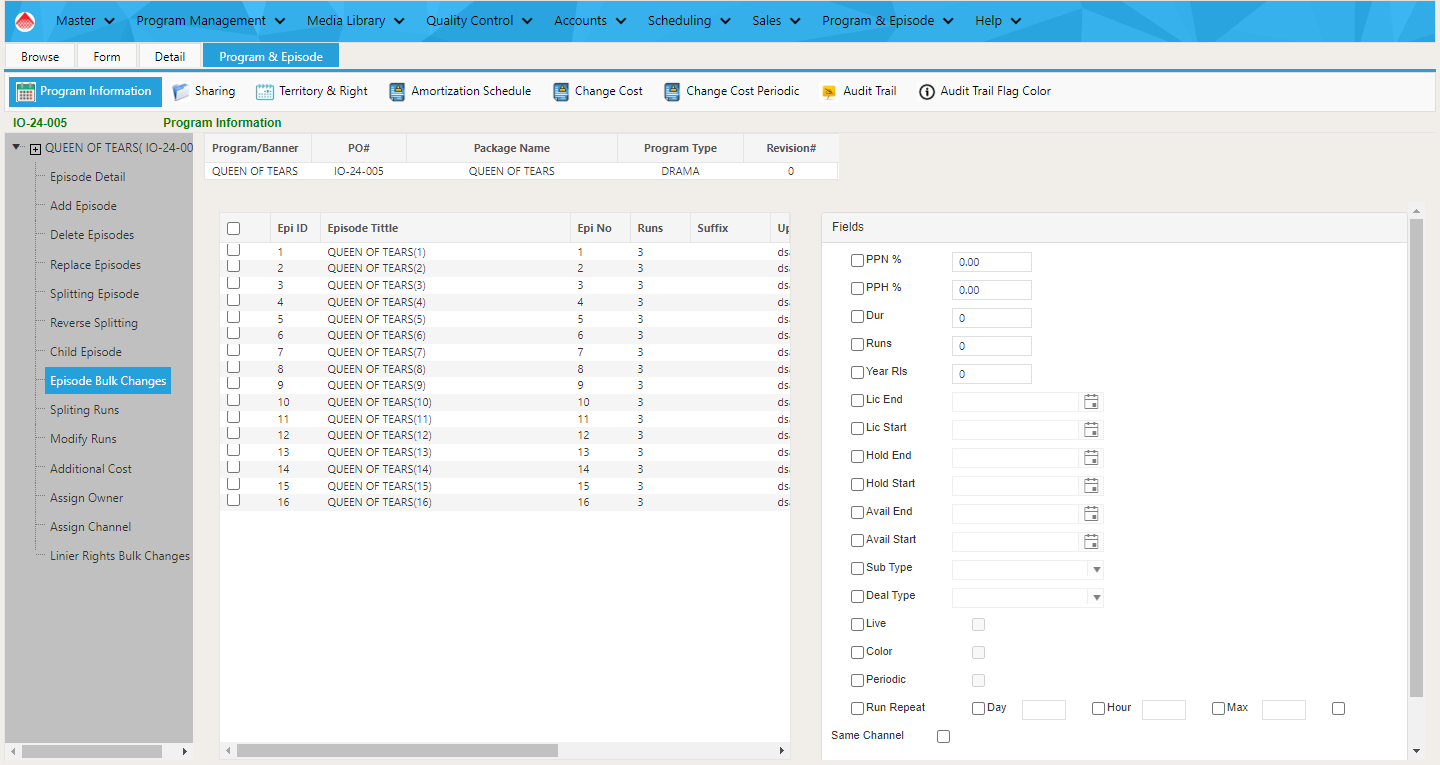 Master Program Management Media Library Quality Control Accounts Scheduling Sales Program & Episode Help
Browse Form Detail Program & Episode
Program Information Sharing Territory & Right Amortization Schedule Change Cost Change Cost Periodic Audit Trail Audit Trail Flag Color
IO-24-005 Program Information
QUEEN OF TEARS( IO-24-00
Episode Detail
Add Episode
Delete Episodes
Replace Episodes
Splitting Episode
Reverse Splitting
Child Episode
Episode Bulk Changes
Spliting Runs
Modify Runs
Additional Cost
Assign Owner
Assign Channel
Linier Rights Bulk Changes
Program/Banner PO# Package Name Program Type Revision#
QUEEN OF TEARS IO-24-005 QUEEN OF TEARS DRAMA 0
Epi ID Episode Tittle Epi No Runs Suffix Up
1 QUEEN OF TEARS(1) 1 3 ds
2 QUEEN OF TEARS(2) 2 3 ds
3 QUEEN OF TEARS(3) 3 3 ds
4 QUEEN OF TEARS(4) 4 3 ds
5 QUEEN OF TEARS(5) 5 3 ds
6 QUEEN OF TEARS(6) 6 3 ds
7 QUEEN OF TEARS(7) 7 3 ds
8 QUEEN OF TEARS(8) 8 3 ds
9 QUEEN OF TEARS(9) 9 3 ds
10 QUEEN OF TEARS(10) 10 3 ds
11 QUEEN OF TEARS(11) 11 3 ds
12 QUEEN OF TEARS(12) 12 3 ds
13 QUEEN OF TEARS(13) 13 3 ds
14 QUEEN OF TEARS(14) 14 3 ds
15 QUEEN OF TEARS(15) 15 3 ds
16 QUEEN OF TEARS(16) 16 3 ds
Fields
PPN % 0.00
PPH % 0.00
Dur 0
Runs 0
Year Rls 0
Lic End
Lic Start
Hold End
Hold Start
Avail End
Avail Start
Sub Type
Deal Type
Live
Color
Periodic
Run Repeat Day Hour Max
Same Channel